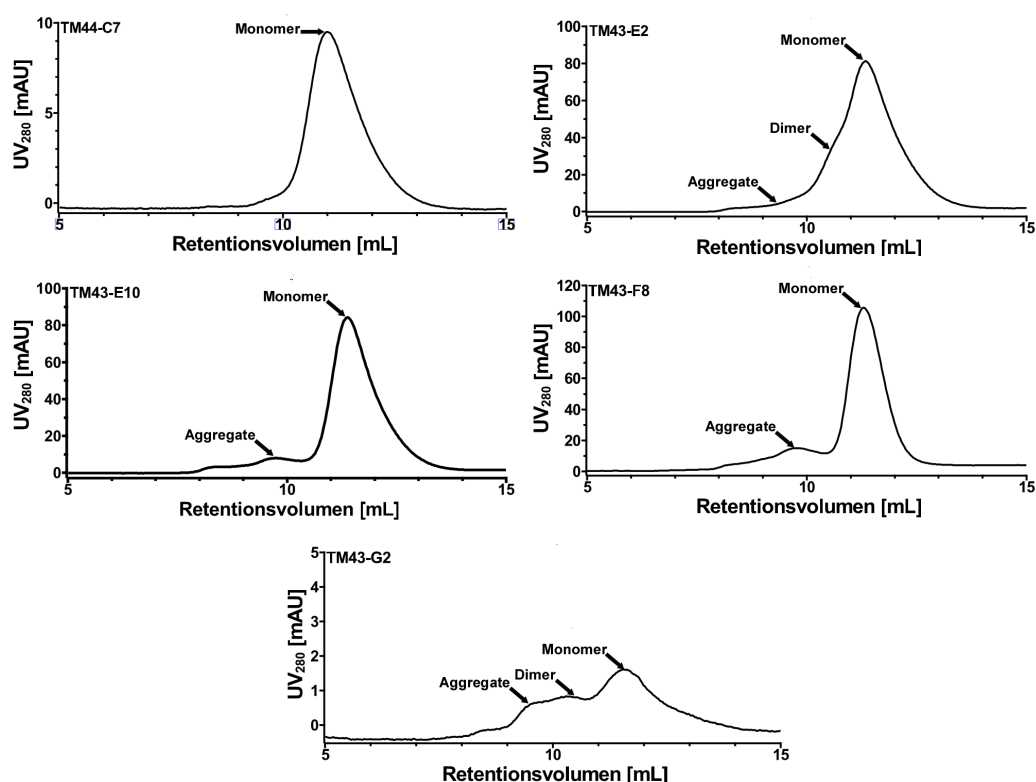 TM44-C7
Monomer
10
5
0
UV280 [mAU]
5 10 15
Retentionsvolumen [mL]
TM43-E2
Monomer
Dimer
Aggregate
100
80
60
40
20
0
UV280 [mAU]
5 10 15
Retentionsvolumen [mL]
TM43-E10
Monomer
Aggregate
100
80
60
40
20
0
UV280 [mAU]
5 10 15
Retentionsvolumen [mL]
TM43-F8
Monomer
Aggregate
120
100
80
60
40
20
0
UV280 [mAU]
5 10 15
Retentionsvolumen [mL]
TM43-G2
Monomer
Dimer
Aggregate
5
4
3
2
1
0
UV280 [mAU]
5 10 15
Retentionsvolumen [mL]